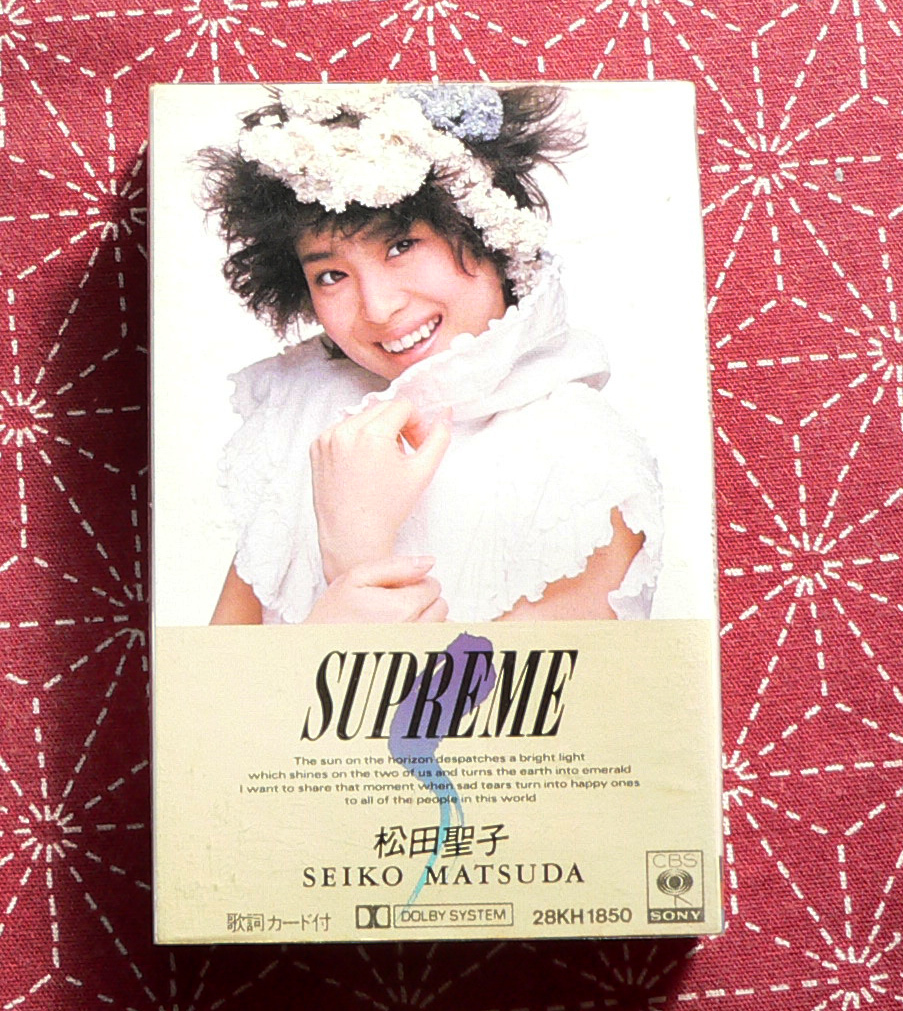 SUPREME
The sun on the horizon despatches a bright light
which shines on the two of us and turns the earth into emerald
I want to share that moment when sad tears turn into happy ones
to all of the people in this world
松田聖子
SEIKO MATSUDA
歌詞カード付 DOLBY SYSTEM 28KH1850
CBS
SONY